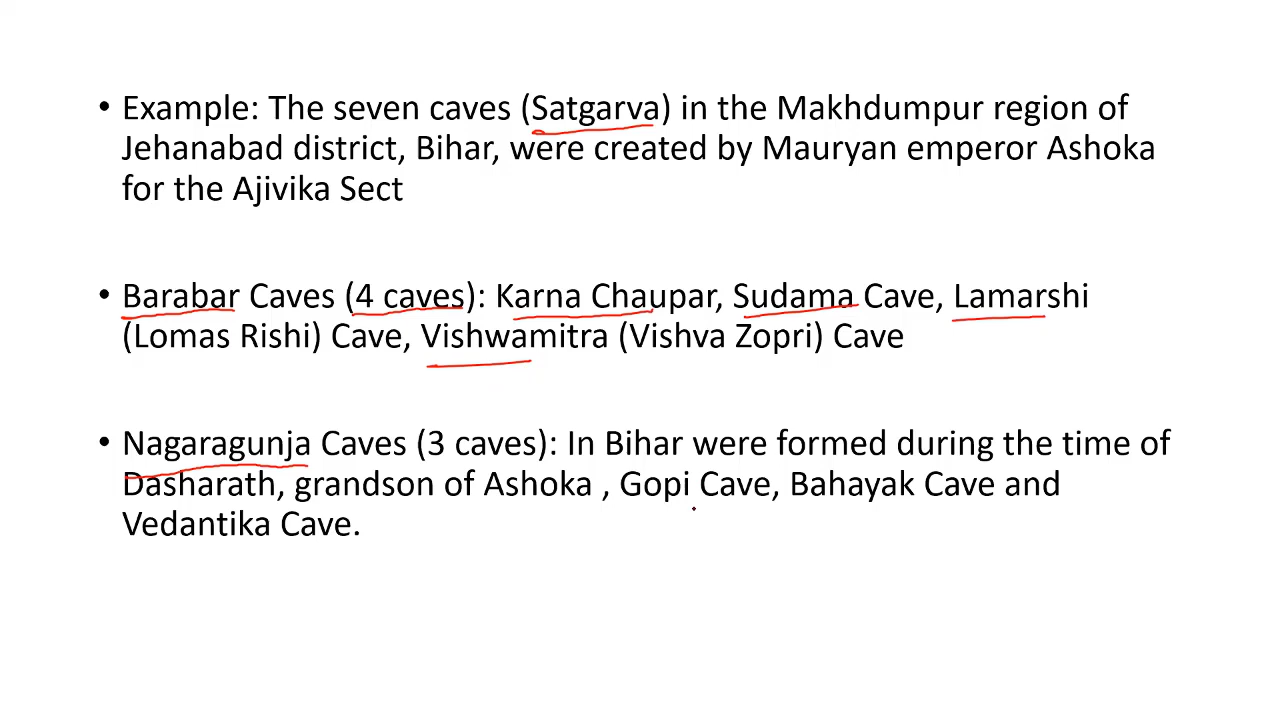 • Example: The seven caves (Satgarva) in the Makhdumpur region of
Jehanabad district, Bihar, were created by Mauryan emperor Ashoka
for the Ajivika Sect
• Barabar Caves (4 caves): Karna Chaupar, Sudama Cave, Lamarshi
(Lomas Rishi) Cave, Vishwamitra (Vishva Zopri) Cave
• Nagaragunja Caves (3 caves): In Bihar were formed during the time of
Dasharath, grandson of Ashoka , Gopi Cave, Bahayak Cave and
Vedantika Cave.